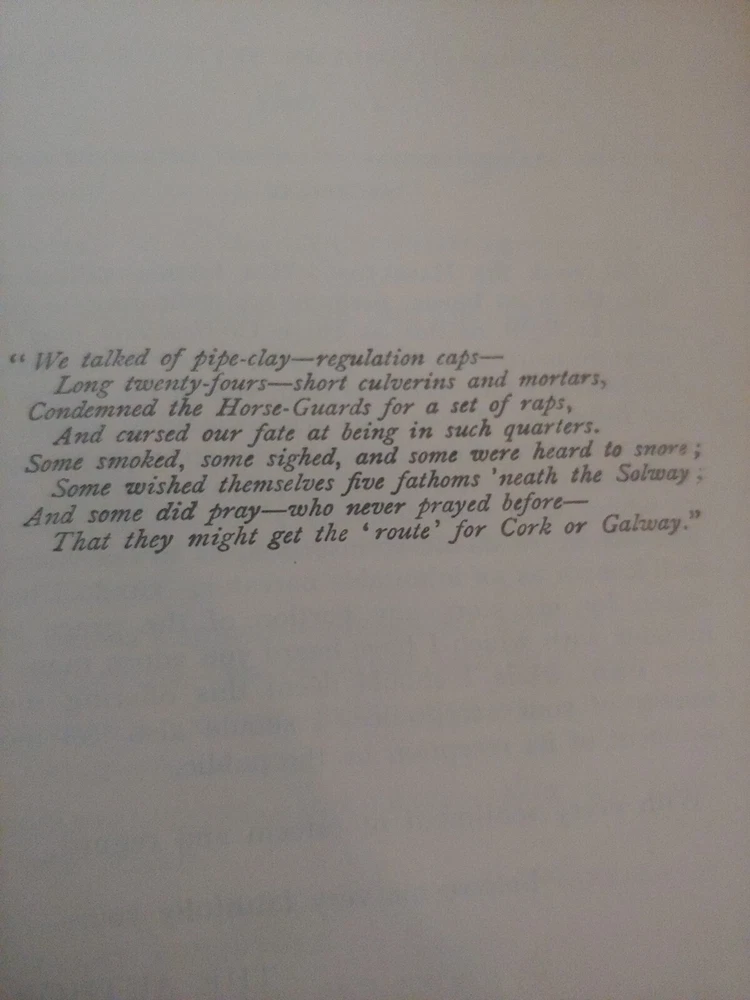 “ We talked of pipe-clay—regulation caps—
Long twenty-fours—short culverins and mortars,
Condemned the Horse-Guards for a set of raps,
And cursed our fate at being in such quarters.
Some smoked, some sighed, and some were heard to snore ;
Some wished themselves five fathoms 'neath the Solway ;
And some did pray—who never prayed before—
That they might get the ‘ route’ for Cork or Galway.”